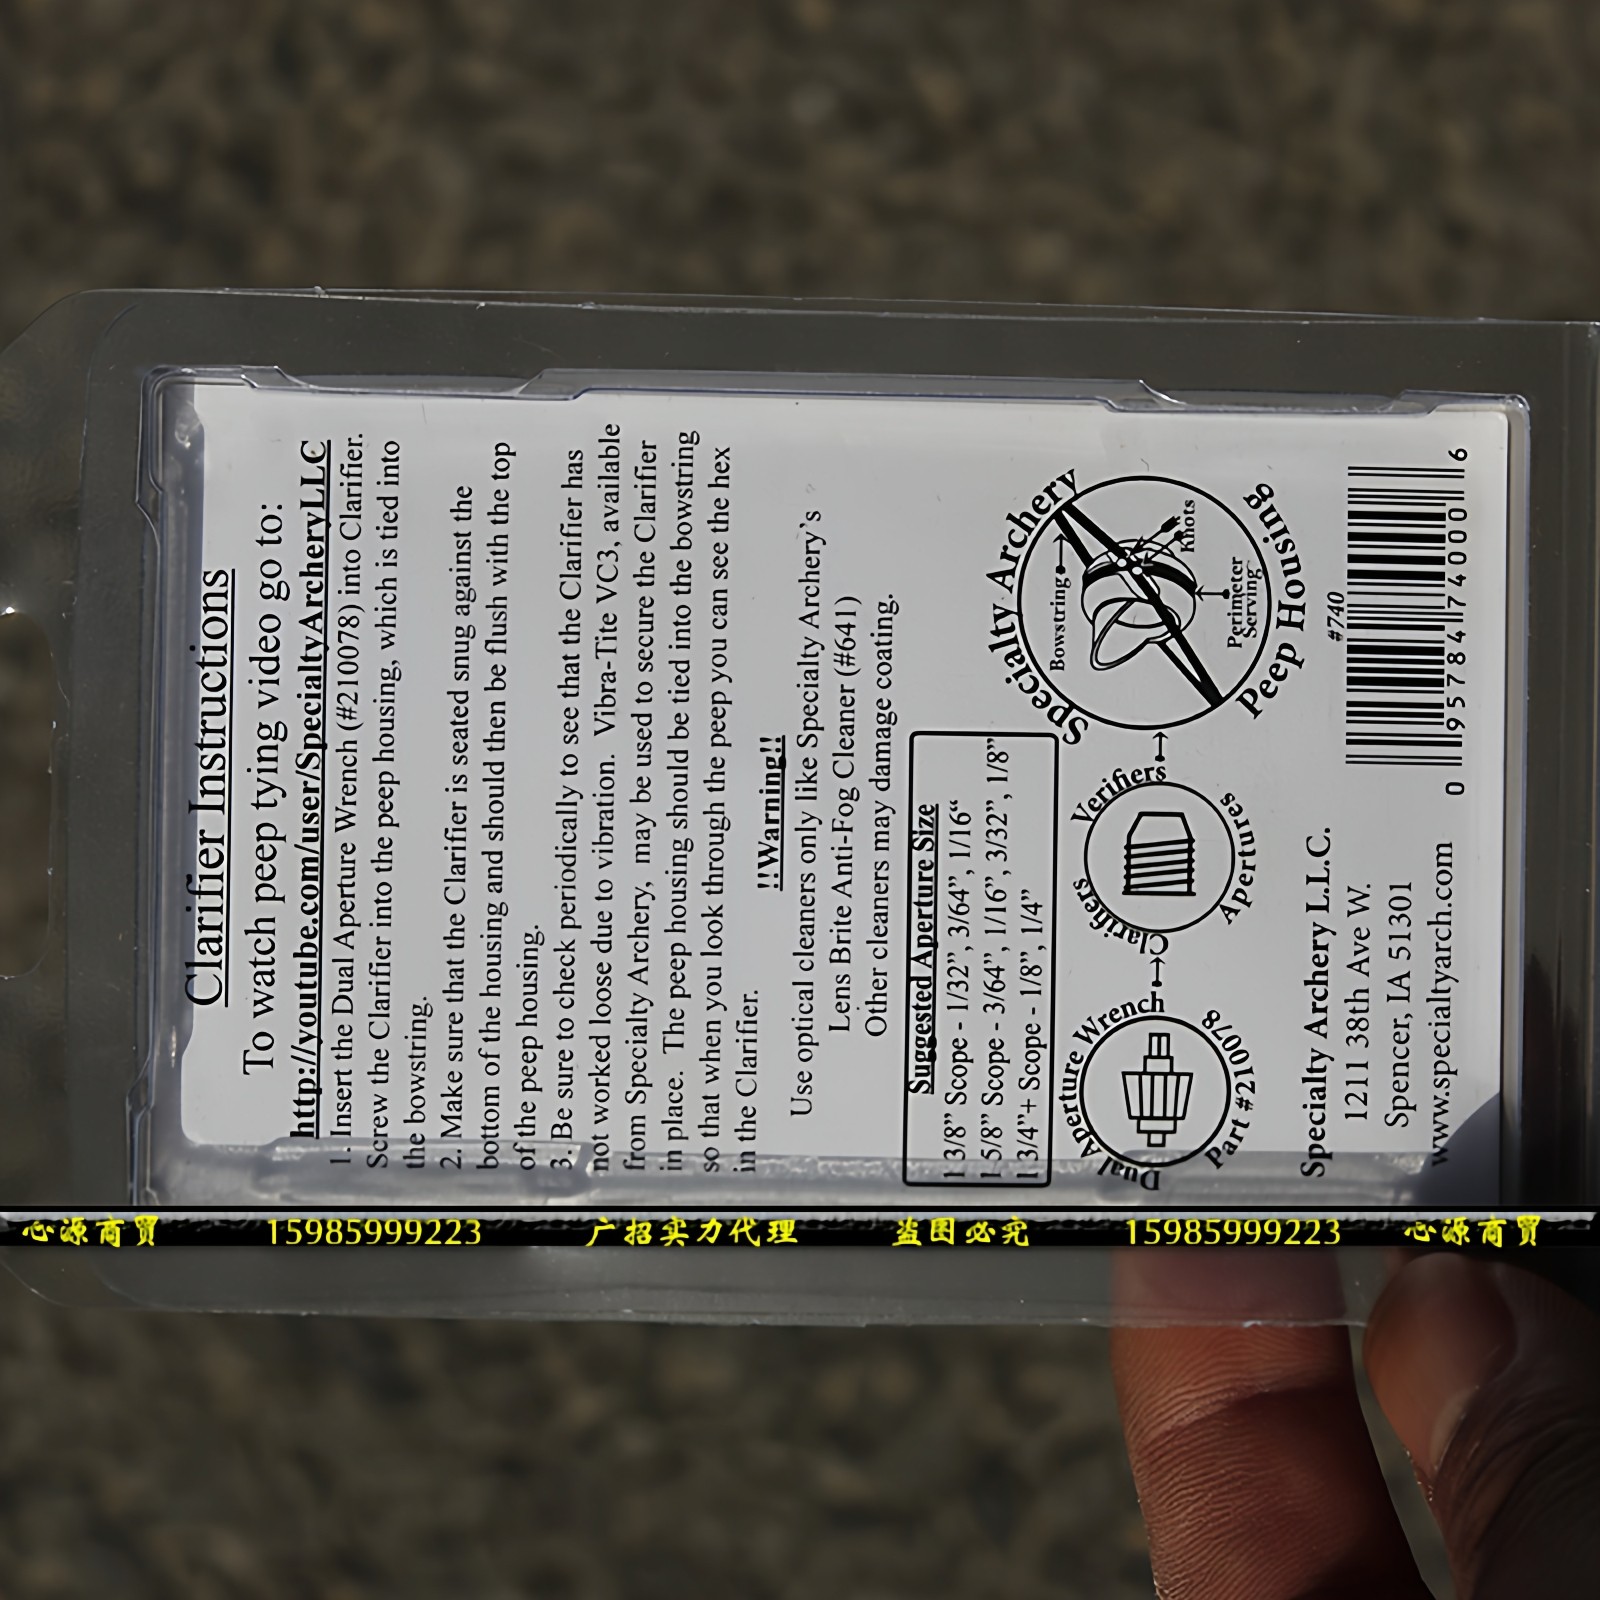 Clarifier Instructions
To watch peep tying video go to:
http://youtube.com/user/SpecialtyArcheryLLC
1. Insert the Dual Aperture Wrench (#210078) into Clarifier.
Screw the Clarifier into the peep housing, which is tied into
the bowstring.
2. Make sure that the Clarifier is seated snug against the
bottom of the housing and should then be flush with the top
of the peep housing.
3. Be sure to check periodically to see that the Clarifier has
not worked loose due to vibration. Vibra-Tite VC3, available
from Specialty Archery, may be used to secure the Clarifier
in place. The peep housing should be tied into the bowstring
so that when you look through the peep you can see the hex
in the Clarifier.
!!Warning!!
Use optical cleaners only like Specialty Archery's
Lens Brite Anti-Fog Cleaner (#641)
Other cleaners may damage coating.
Suggested Aperture Size
1 3/8” Scope - 1/32”, 3/64”, 1/16“
1 5/8” Scope - 3/64”, 1/16”, 3/32”, 1/8”
1 3/4”+ Scope - 1/8”, 1/4”
Dual Aperture Wrench
Part #210078
Clarifiers
Verifiers
Apertures
Specialty Archery
Bowstring
Knots
Perimeter
Serving
Peep Housing
Specialty Archery L.L.C.
1211 38th Ave W.
Spencer, IA 51301
www.specialtyarch.com
#740
0 95784 74000 6
心源商贸 15985999223 广招实力代理 盗图必究 15985999223 心源商贸